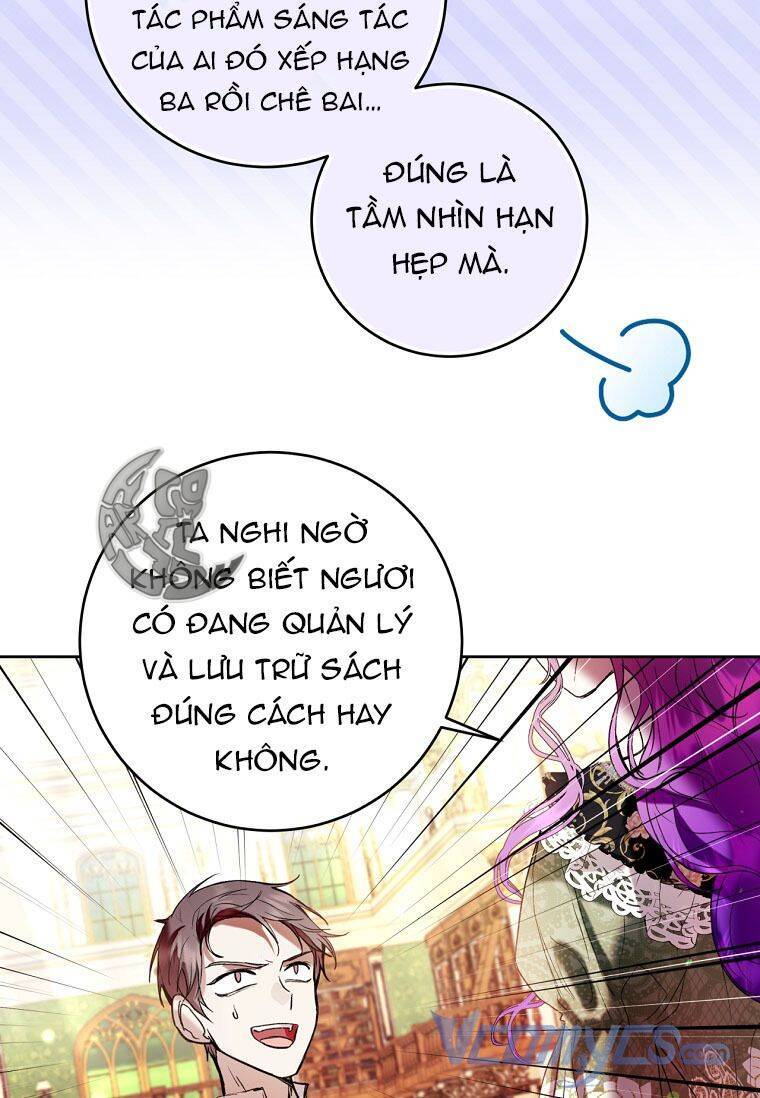 TÁC PHẨM SÁNG TÁC
CỦA AI ĐÓ XẾP HẠNG
BA RỒI CHÊ BAI...
ĐÚNG LÀ
TẦM NHÌN HẠN
HẸP MÀ.
TA NGHI NGỜ
KHÔNG BIẾT NGƯƠI
CÓ ĐANG QUẢN LÝ
VÀ LƯU TRỮ SÁCH
ĐÚNG CÁCH HAY
KHÔNG.